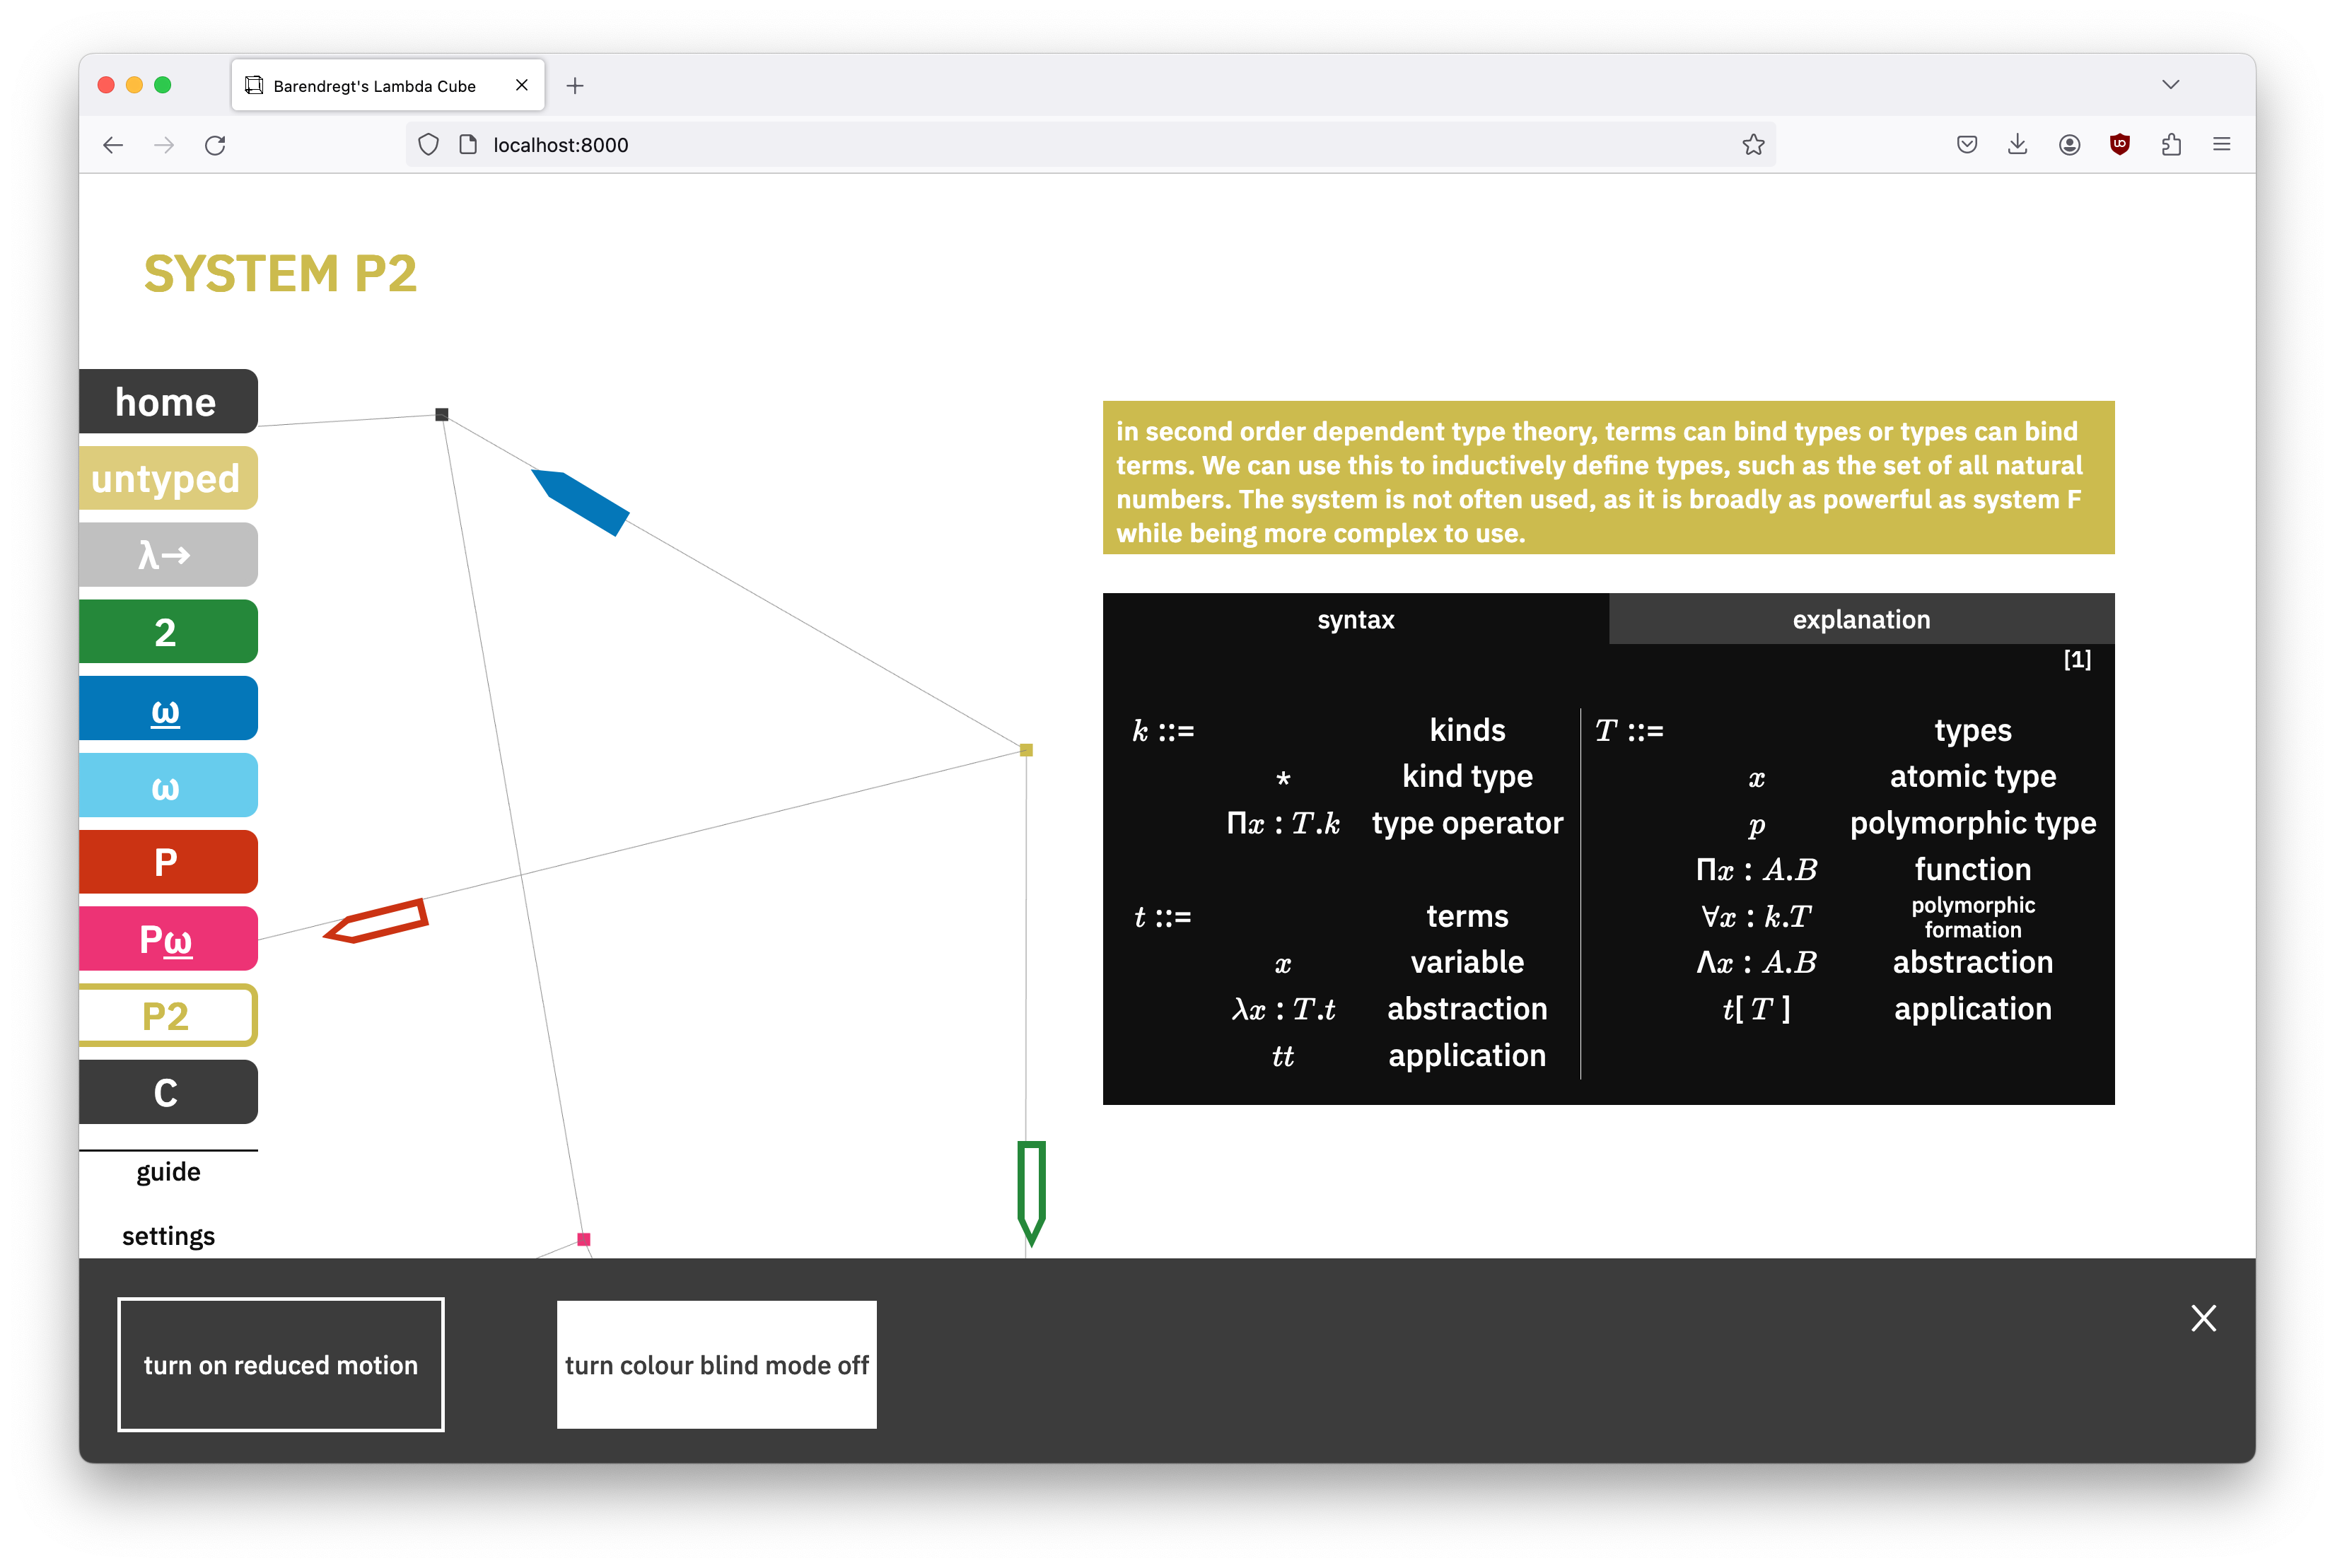 Barendregt's Lambda Cube
localhost:8000
SYSTEM P2
home
untyped
λ→
2
ω
ω
P
Pω
P2
C
guide
settings
in second order dependent type theory, terms can bind types or types can bind
terms. We can use this to inductively define types, such as the set of all natural
numbers. The system is not often used, as it is broadly as powerful as system F
while being more complex to use.
syntax explanation
[1]
k ::= kinds
* kind type
Πx : T.k type operator
t ::= terms
x variable
λx : T.t abstraction
tt application
T ::= types
x atomic type
p polymorphic type
Πx : A.B function
∀x : k.T polymorphic
formation
Λx : A.B abstraction
t[ T ] application
turn on reduced motion
turn colour blind mode off